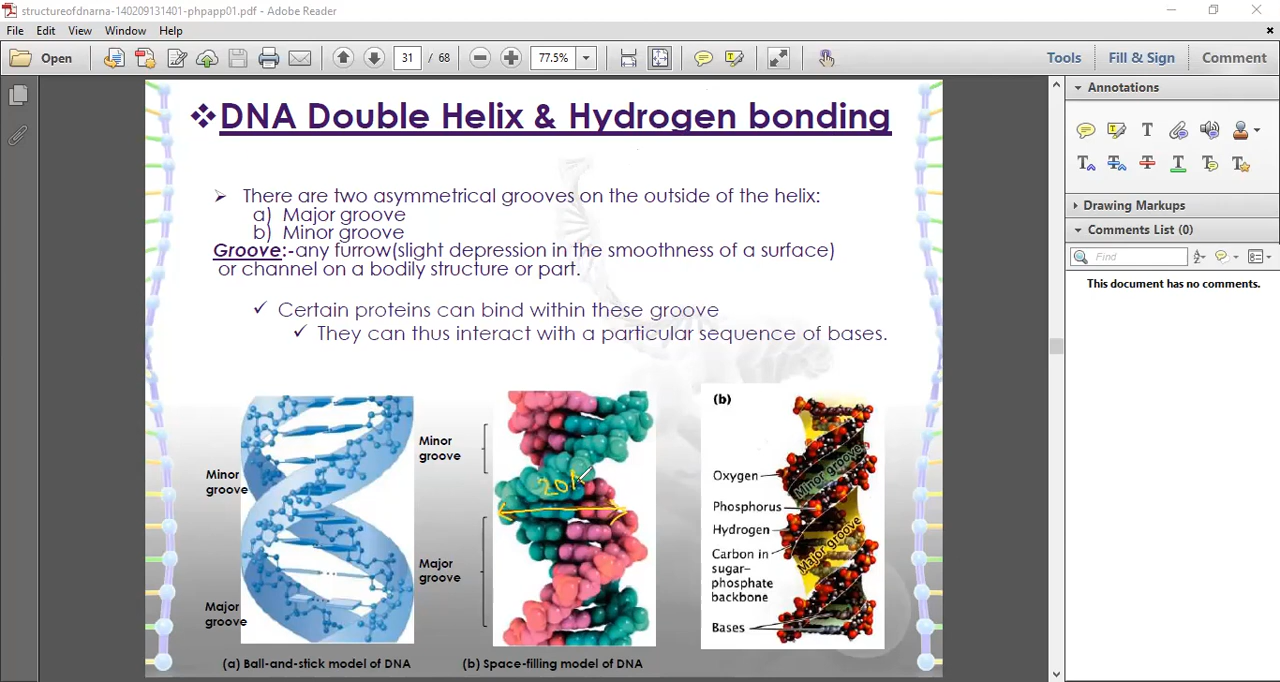 structureofdnarna-140209131401-phpapp01.pdf - Adobe Reader
File Edit View Window Help
Open 31 / 68 77.5% Tools Fill & Sign Comment
Annotations
Drawing Markups
Comments List (0)
Find
This document has no comments.
❖DNA Double Helix & Hydrogen bonding
➢ There are two asymmetrical grooves on the outside of the helix:
a) Major groove
b) Minor groove
Groove:-any furrow(slight depression in the smoothness of a surface)
or channel on a bodily structure or part.
✓ Certain proteins can bind within these groove
✓ They can thus interact with a particular sequence of bases.
Minor
groove
Major
groove
(a) Ball-and-stick model of DNA
Minor
groove
Major
groove
(b) Space-filling model of DNA
(b)
Oxygen
Phosphorus
Hydrogen
Carbon in
sugar-
phosphate
backbone
Bases
Minor groove
Major groove